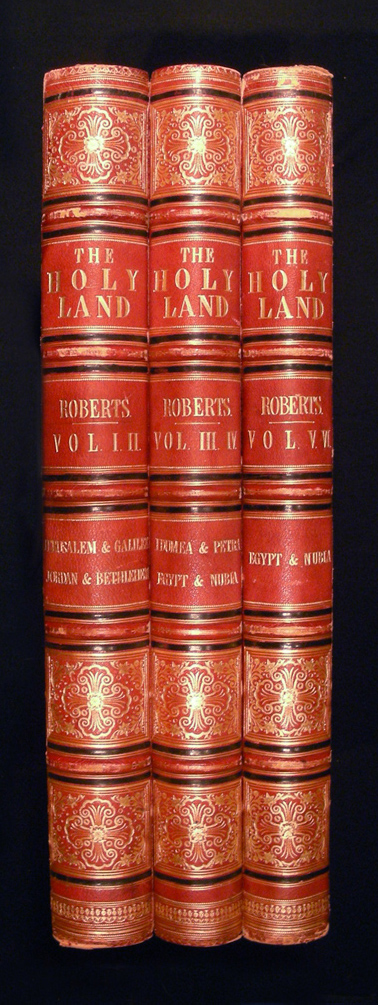 THE
HOLY
LAND
ROBERTS.
VOL. I. II.
JERUSALEM & GALILEE
JORDAN & BETHLEHEM
THE
HOLY
LAND
ROBERTS.
VOL. III. IV.
IDUMEA & PETRA
EGYPT & NUBIA
THE
HOLY
LAND
ROBERTS.
VOL. V. VI.
EGYPT & NUBIA